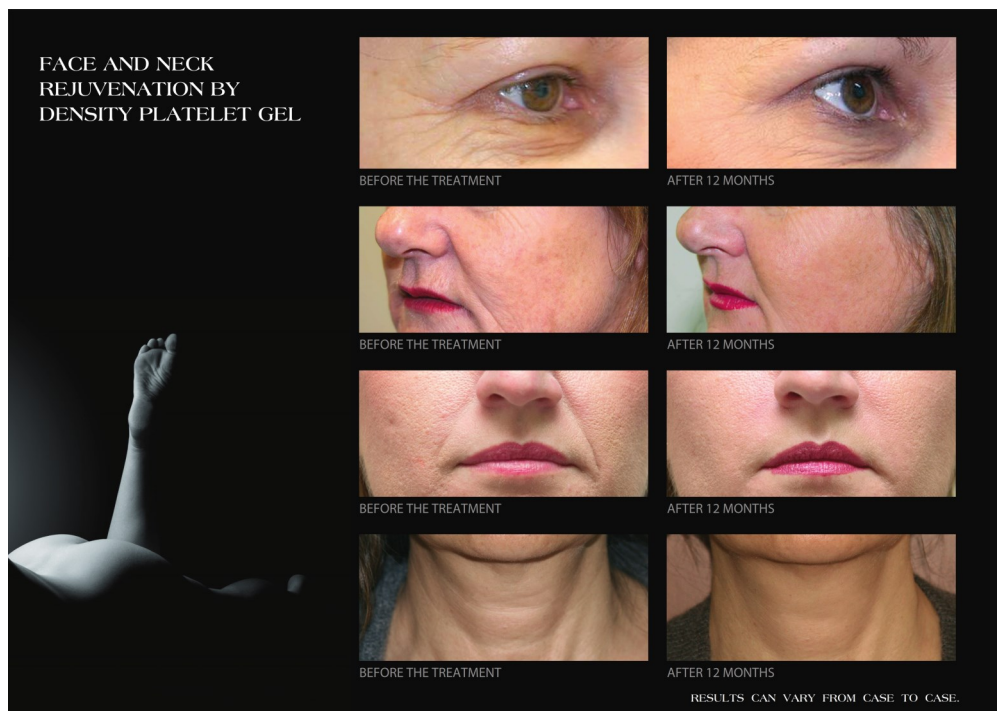 FACE AND NECK
REJUVENATION BY
DENSITY PLATELET GEL
BEFORE THE TREATMENT
AFTER 12 MONTHS
BEFORE THE TREATMENT
AFTER 12 MONTHS
BEFORE THE TREATMENT
AFTER 12 MONTHS
BEFORE THE TREATMENT
AFTER 12 MONTHS
RESULTS CAN VARY FROM CASE TO CASE.